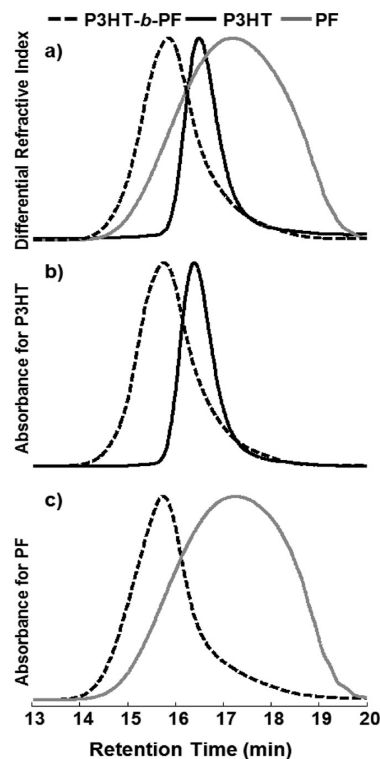 P3HT-b-PF P3HT PF
a)
Differential Refractive Index
b)
Absorbance for P3HT
c)
Absorbance for PF
13 14 15 16 17 18 19 20
Retention Time (min)